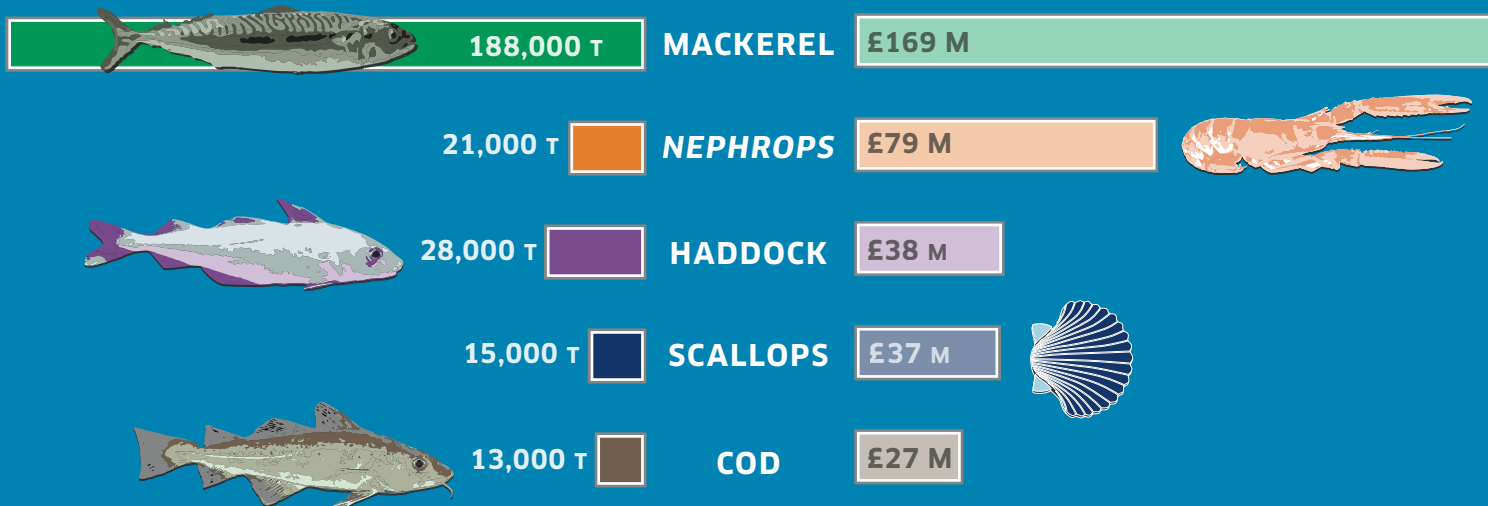 188,000 T MACKEREL £169 M
21,000 T NEPHROPS £79 M
28,000 T HADDOCK £38 M
15,000 T SCALLOPS £37 M
13,000 T COD £27 M